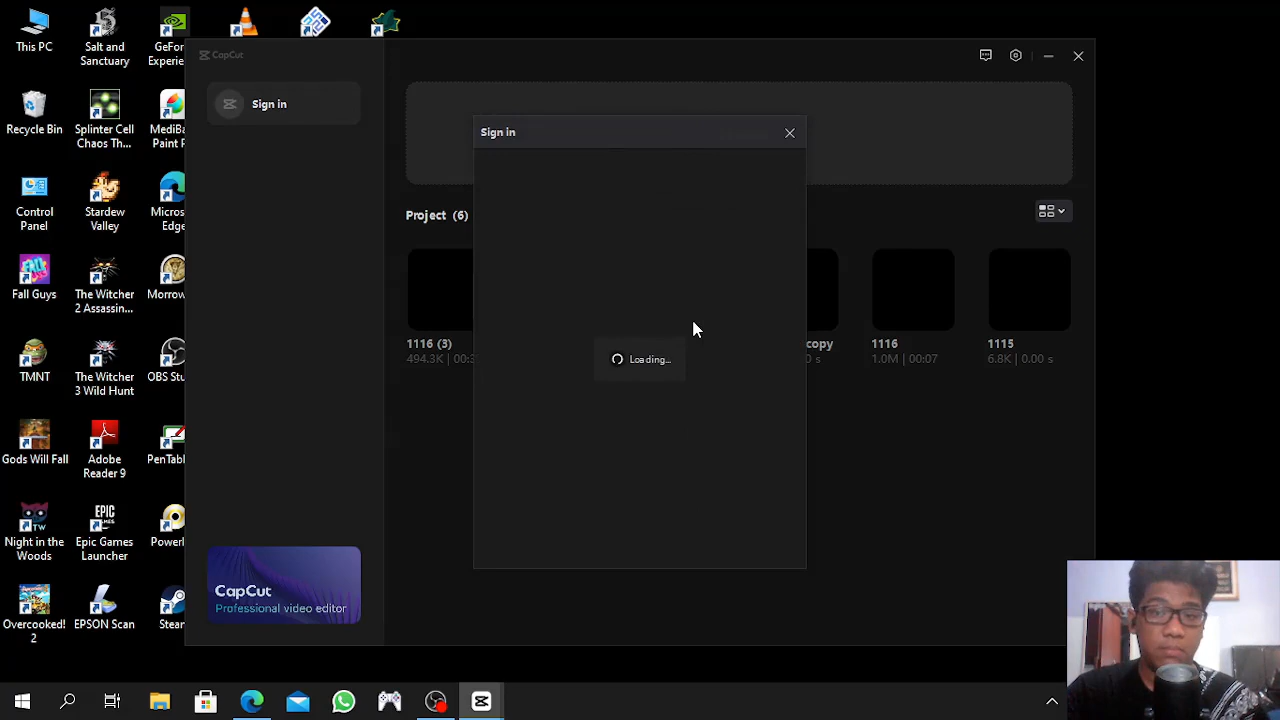 This PC
Salt and
Sanctuary
GeFor
Experie
CapCut
Sign in
Recycle Bin
Splinter Cell
Chaos Th...
MediBa
Paint P
Sign in
Control
Panel
Stardew
Valley
Micros
Edge
Project (6)
Fall Guys
The Witcher
2 Assassin...
Morrow
1116 (3)
494.3K | 00:3
copy
0 s
1116
1.0M | 00:07
1115
6.8K | 0.00 s
Loading...
TMNT
The Witcher
3 Wild Hunt
OBS Stu
Gods Will Fall
Adobe
Reader 9
PenTabl
Night in the
Woods
Epic Games
Launcher
Powerl
CapCut
Professional video editor
Overcooked!
2
EPSON Scan
Stear